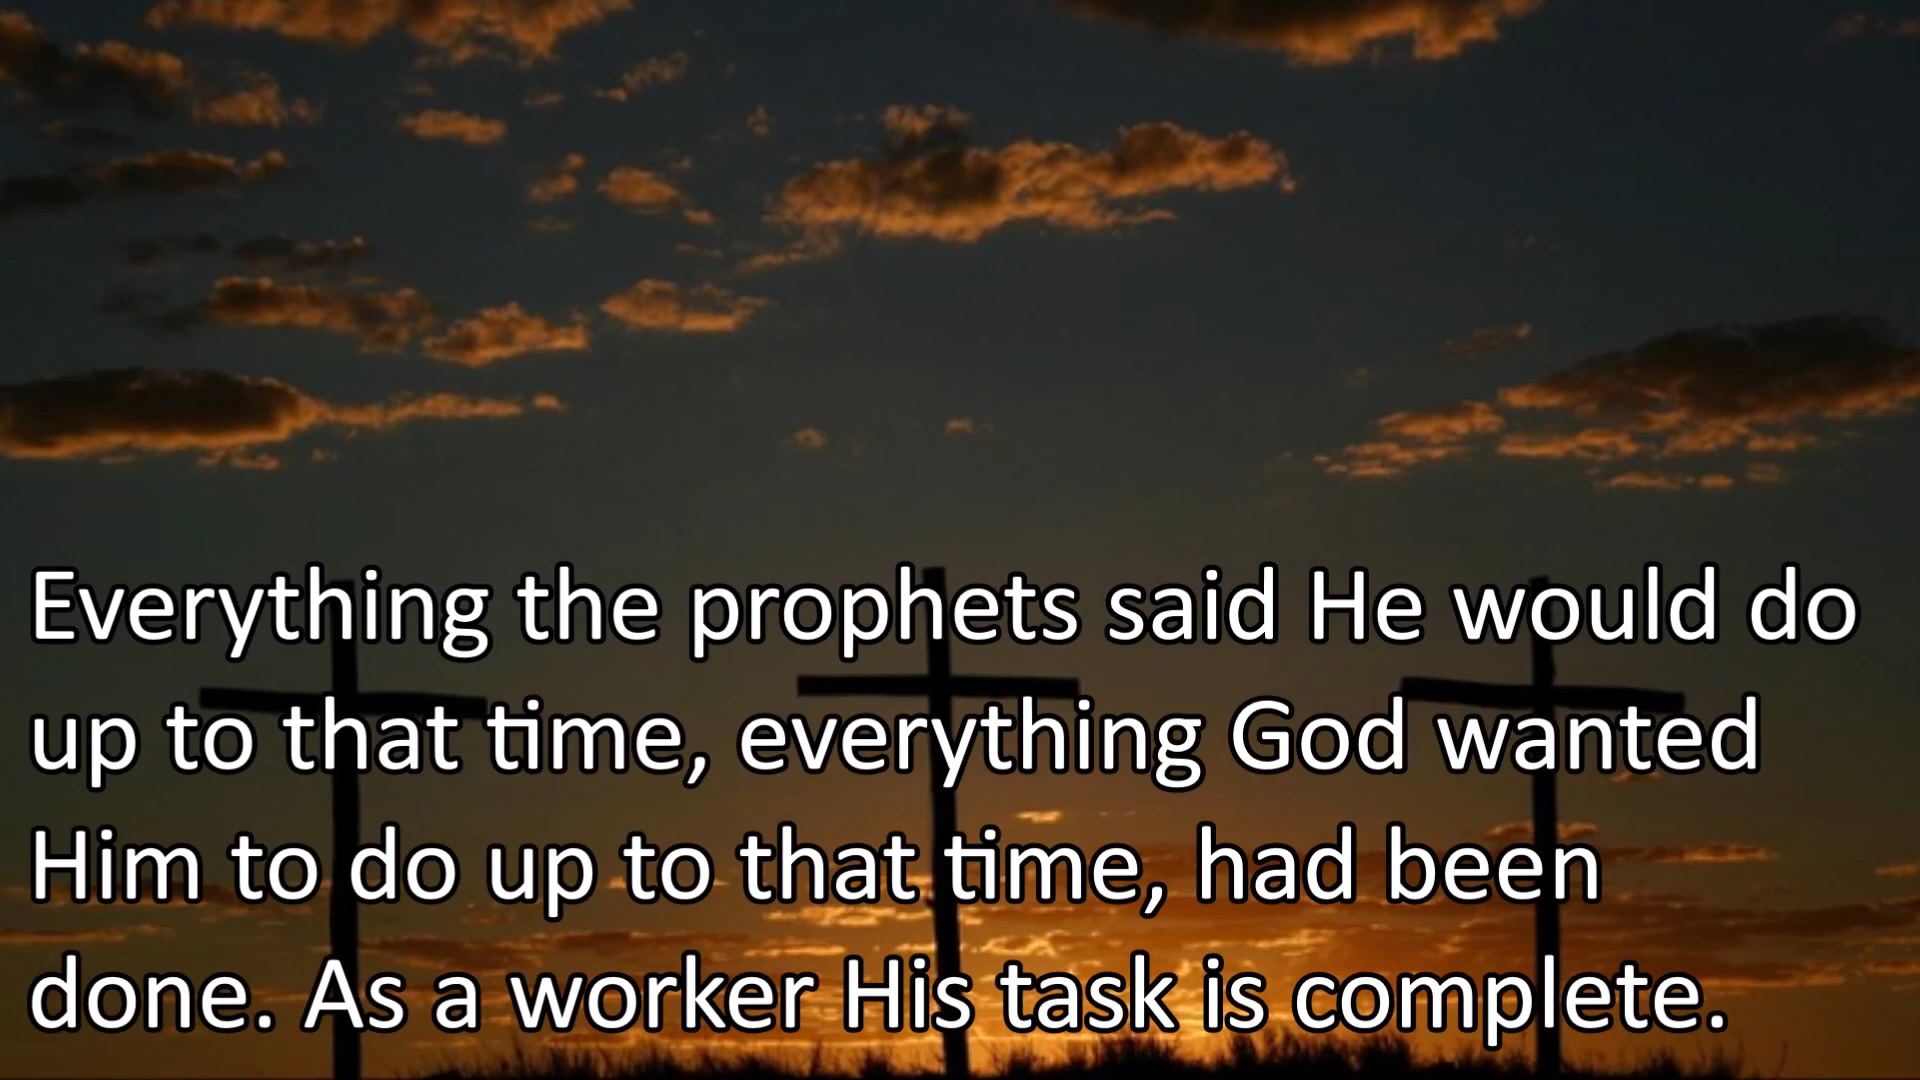 Everything the prophets said He would do
up to that time, everything God wanted
Him to do up to that time, had been
done. As a worker His task is complete.